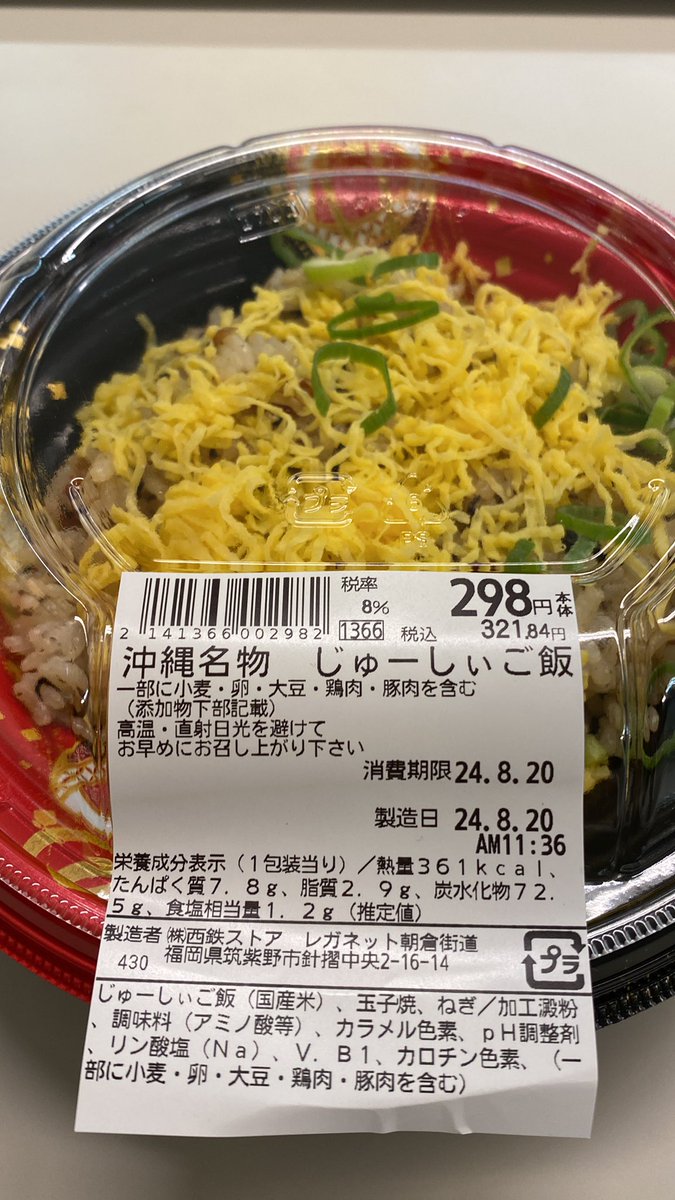 税率
8%
298円 本体
2 141366 002982
1366
税込
321.84円
沖縄名物　じゅーしぃご飯
一部に小麦・卵・大豆・鶏肉・豚肉を含む
（添加物下部記載）
高温・直射日光を避けて
お早めにお召し上がり下さい
消費期限24.8.20
製造日 24.8.20
AM11:36
栄養成分表示（１包装当り）／熱量３６１ｋｃａｌ、
たんぱく質７．８ｇ、脂質２．９ｇ、炭水化物７２．
５ｇ、食塩相当量１．２ｇ（推定値）
製造者 ㈱西鉄ストア　レガネット朝倉街道
430 福岡県筑紫野市針摺中央2-16-14
プラ
じゅーしぃご飯（国産米）、玉子焼、ねぎ／加工澱粉
、調味料（アミノ酸等）、カラメル色素、ｐＨ調整剤
、リン酸塩（Ｎａ）、Ｖ．Ｂ１、カロチン色素、（一
部に小麦・卵・大豆・鶏肉・豚肉を含む）
プラ
PS